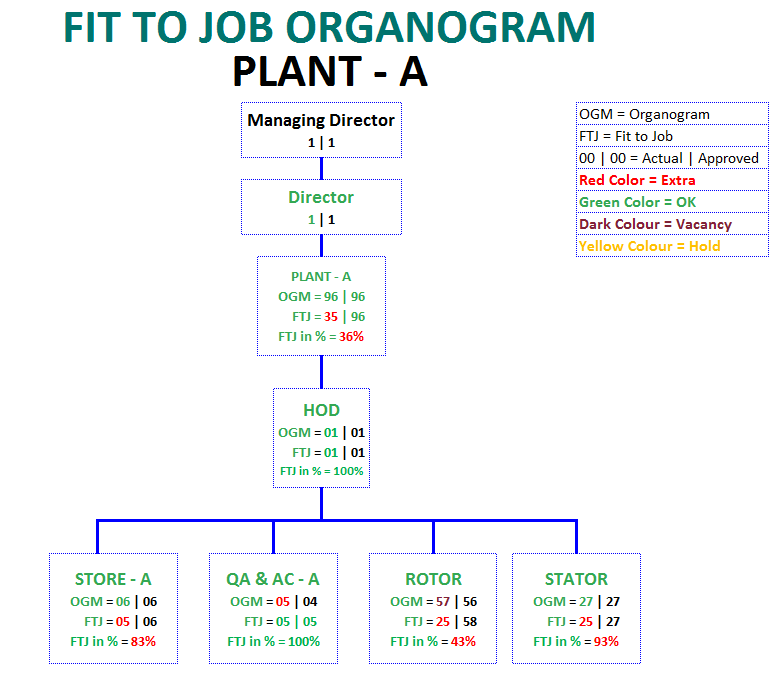 FIT TO JOB ORGANOGRAM
PLANT - A
Managing Director
1 | 1
OGM = Organogram
FTJ = Fit to Job
00 | 00 = Actual | Approved
Red Color = Extra
Green Color = OK
Dark Colour = Vacancy
Yellow Colour = Hold
Director
1 | 1
PLANT - A
OGM = 96 | 96
FTJ = 35 | 96
FTJ in % = 36%
HOD
OGM = 01 | 01
FTJ = 01 | 01
FTJ in % = 100%
STORE - A
OGM = 06 | 06
FTJ = 05 | 06
FTJ in % = 83%
QA & AC - A
OGM = 05 | 04
FTJ = 05 | 05
FTJ in % = 100%
ROTOR
OGM = 57 | 56
FTJ = 25 | 58
FTJ in % = 43%
STATOR
OGM = 27 | 27
FTJ = 25 | 27
FTJ in % = 93%